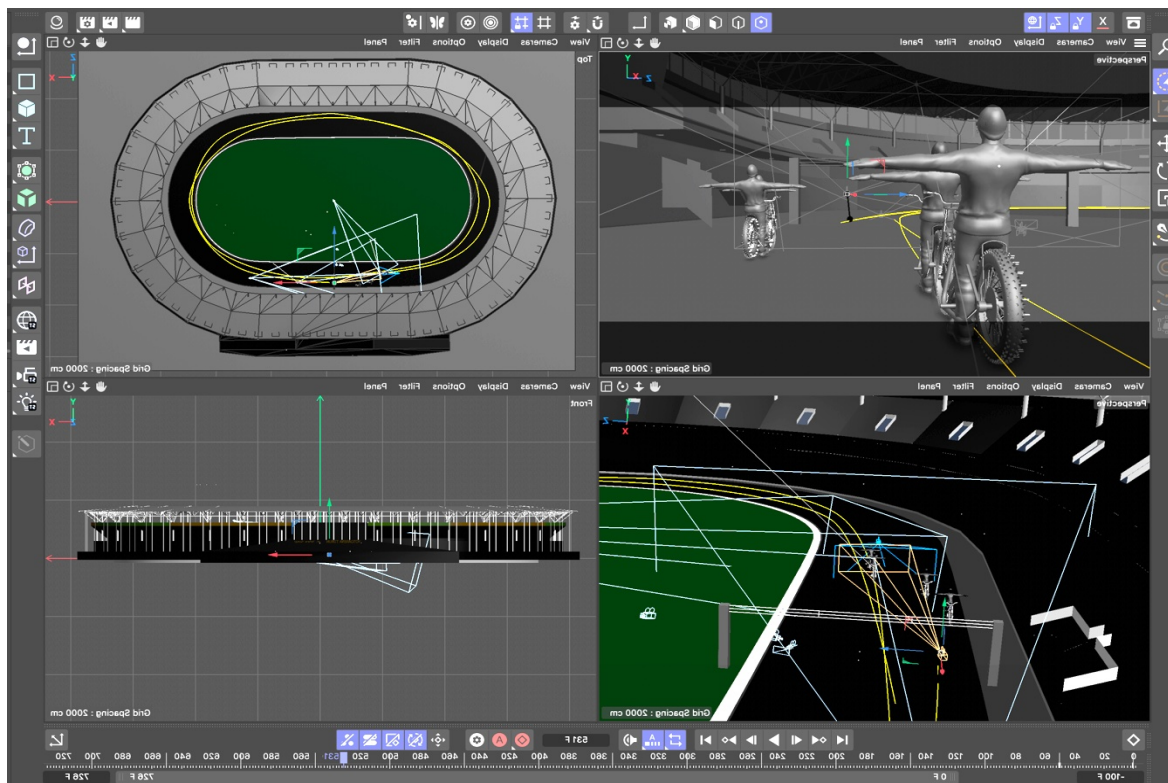 X Y Z
View Cameras Display Options Filter Panel
Perspective
Grid Spacing : 2000 cm
View Cameras Display Options Filter Panel
Top
Grid Spacing : 2000 cm
View Cameras Display Options Filter Panel
Perspective
Grid Spacing : 2000 cm
View Cameras Display Options Filter Panel
Front
Grid Spacing : 2000 cm
531 F
0 20 40 60 80 100 120 140 160 180 200 220 240 260 280 300 320 340 360 380 400 420 440 460 480 500 531 560 580 600 620 640 660 680 700 720
-100 F 0 F 726 F 726 F